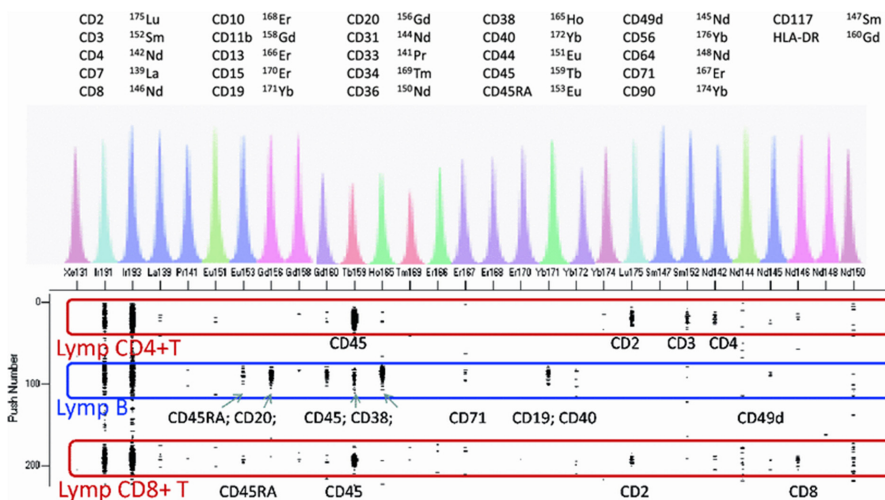 CD2 ¹⁷⁵Lu CD10 ¹⁶⁸Er CD20 ¹⁵⁶Gd CD38 ¹⁶⁵Ho CD49d ¹⁴⁵Nd CD117 ¹⁴⁷Sm
CD3 ¹⁵²Sm CD11b ¹⁵⁸Gd CD31 ¹⁴⁴Nd CD40 ¹⁷²Yb CD56 ¹⁷⁶Yb HLA-DR ¹⁶⁰Gd
CD4 ¹⁴²Nd CD13 ¹⁶⁶Er CD33 ¹⁴¹Pr CD44 ¹⁵¹Eu CD64 ¹⁴⁸Nd
CD7 ¹³⁹La CD15 ¹⁷⁰Er CD34 ¹⁶⁹Tm CD45 ¹⁵⁹Tb CD71 ¹⁶⁷Er
CD8 ¹⁴⁶Nd CD19 ¹⁷¹Yb CD36 ¹⁵⁰Nd CD45RA ¹⁵³Eu CD90 ¹⁷⁴Yb
Xe131 Ir191 Ir193 La139 Pr141 Eu151 Eu153 Gd156 Gd158 Gd160 Tb159 Ho165 Tm169 Er166 Er167 Er168 Er170 Yb171 Yb172 Yb174 Lu175 Sm147 Sm152 Nd142 Nd144 Nd145 Nd146 Nd148 Nd150
0
Lymp CD4+T CD45 CD2 CD3 CD4
Push Number
100
Lymp B
CD45RA; CD20; CD45; CD38; CD71 CD19; CD40 CD49d
200
Lymp CD8+ T CD45RA CD45 CD2 CD8